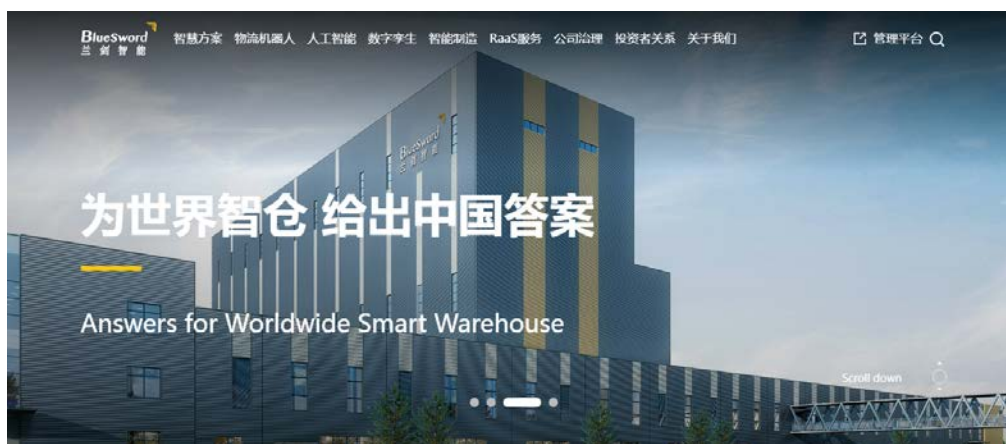 BlueSword
兰剑智能
智慧方案 物流机器人 人工智能 数字孪生 智能制造 RaaS服务 公司治理 投资者关系 关于我们
管理平台
BlueSword
兰剑智能
为世界智仓 给出中国答案
Answers for Worldwide Smart Warehouse
Scroll down